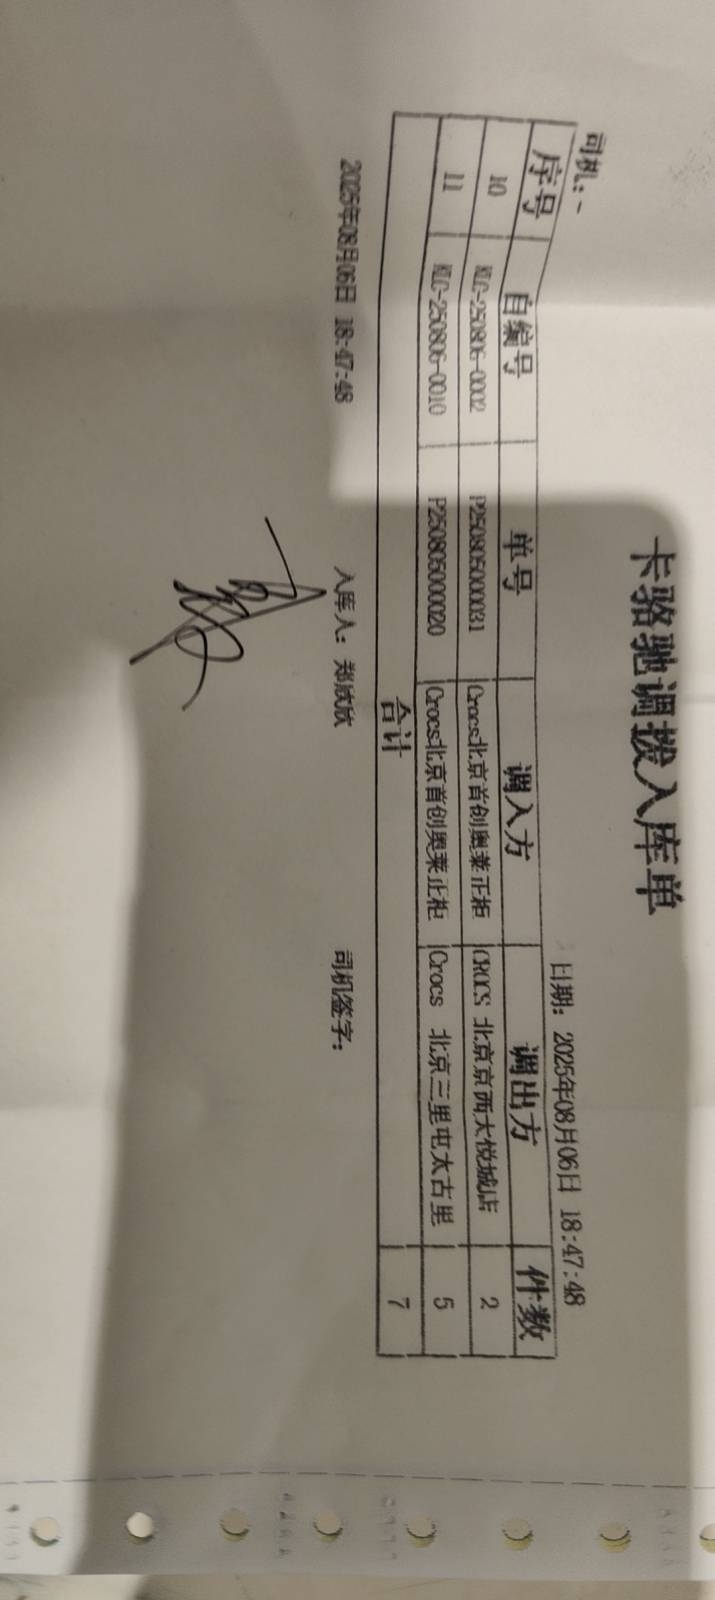 卡骆驰调拨入库单
司机：- 日期：2025年08月06日 18:47:48
序号 自编号 单号 调入方 调出方 件数
10 KLC-250806-0002 P250805000031 Crocs北京首创奥莱正柜 CROCS 北京京西大悦城店 2
11 KLC-250806-0010 P250805000020 Crocs北京首创奥莱正柜 Crocs 北京三里屯太古里 5
合计 7
2025年08月06日 18:47:48 入库人：郑欣欣 司机签字：